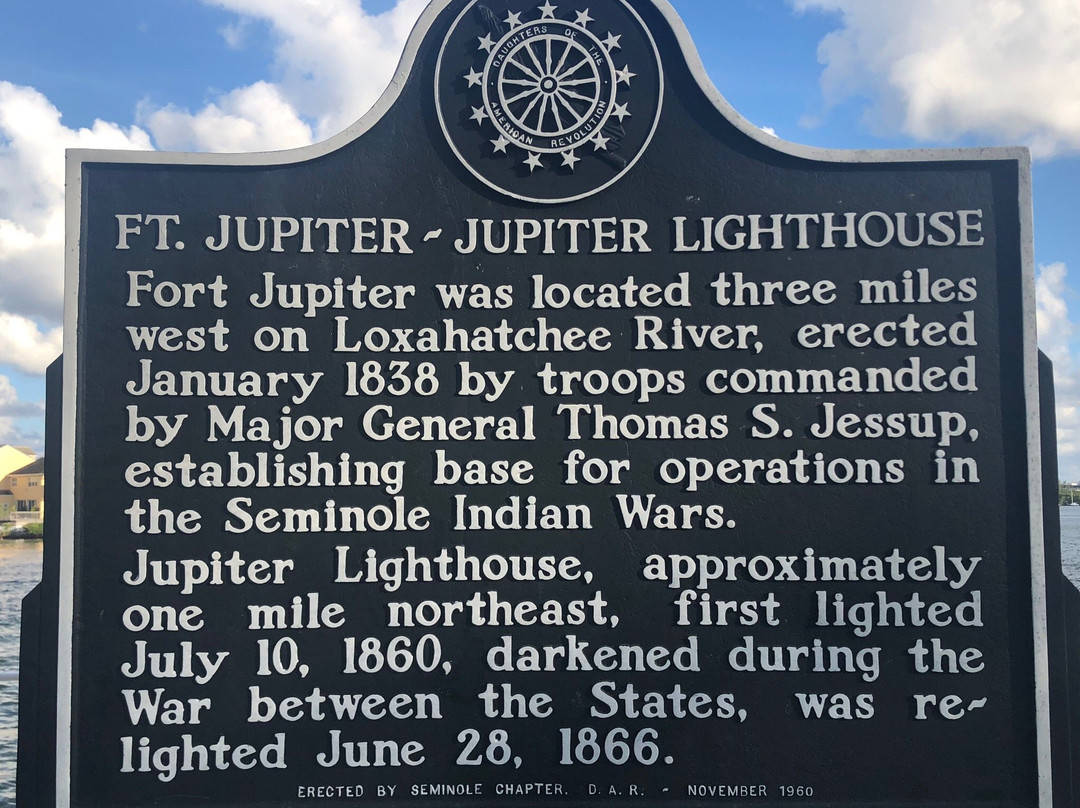 DAUGHTERS OF THE
AMERICAN REVOLUTION
FT. JUPITER ~ JUPITER LIGHTHOUSE
Fort Jupiter was located three miles
west on Loxahatchee River, erected
January 1838 by troops commanded
by Major General Thomas S. Jessup,
establishing base for operations in
the Seminole Indian Wars.
Jupiter Lighthouse, approximately
one mile northeast, first lighted
July 10, 1860, darkened during the
War between the States, was re~
lighted June 28, 1866.
ERECTED BY SEMINOLE CHAPTER. D. A. R. ~ NOVEMBER 1960